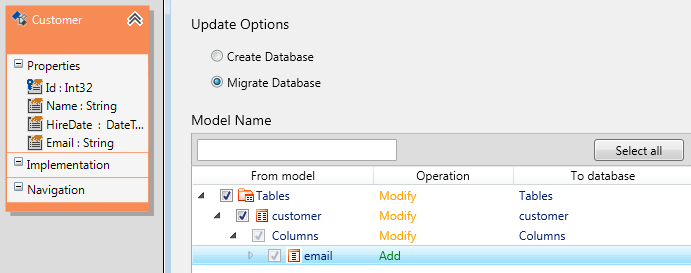 Customer
Properties
Id : Int32
Name : String
HireDate : DateT...
Email : String
Implementation
Navigation
Update Options
Create Database
Migrate Database
Model Name
Select all
From model Operation To database
Tables Modify Tables
customer Modify customer
Columns Modify Columns
email Add